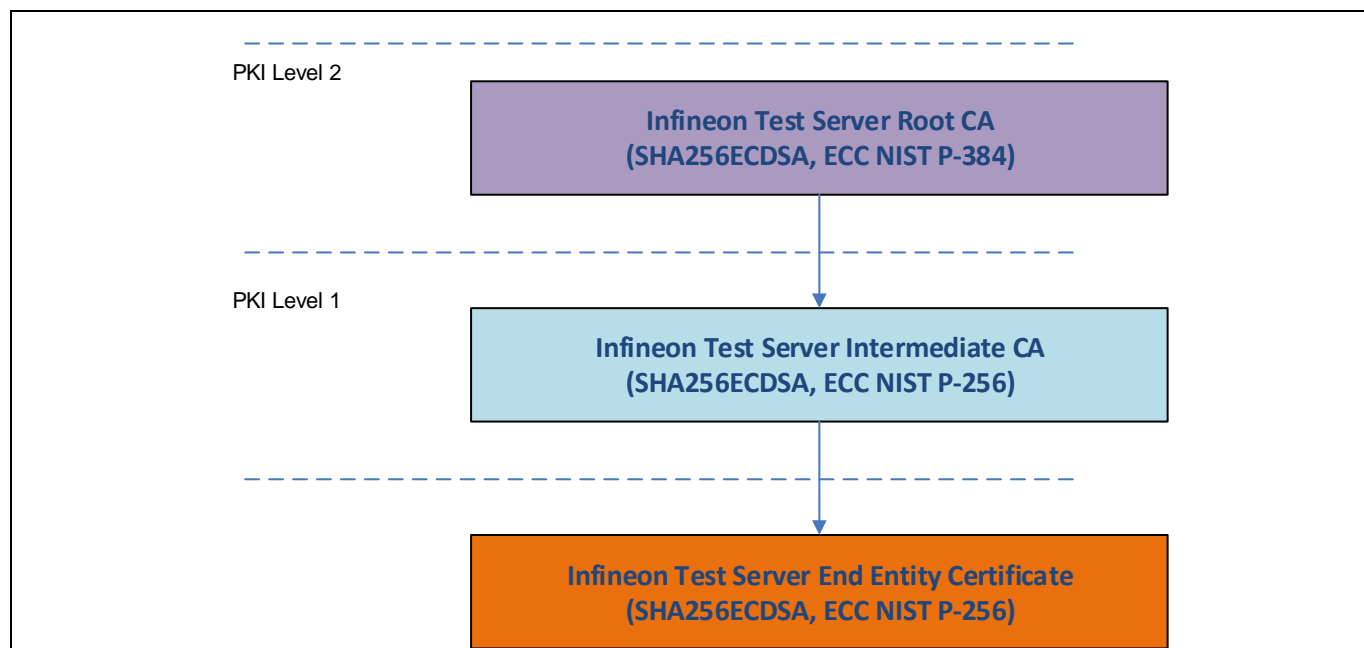 PKI Level 2
Infineon Test Server Root CA
(SHA256ECDSA, ECC NIST P-384)
PKI Level 1
Infineon Test Server Intermediate CA
(SHA256ECDSA, ECC NIST P-256)
Infineon Test Server End Entity Certificate
(SHA256ECDSA, ECC NIST P-256)